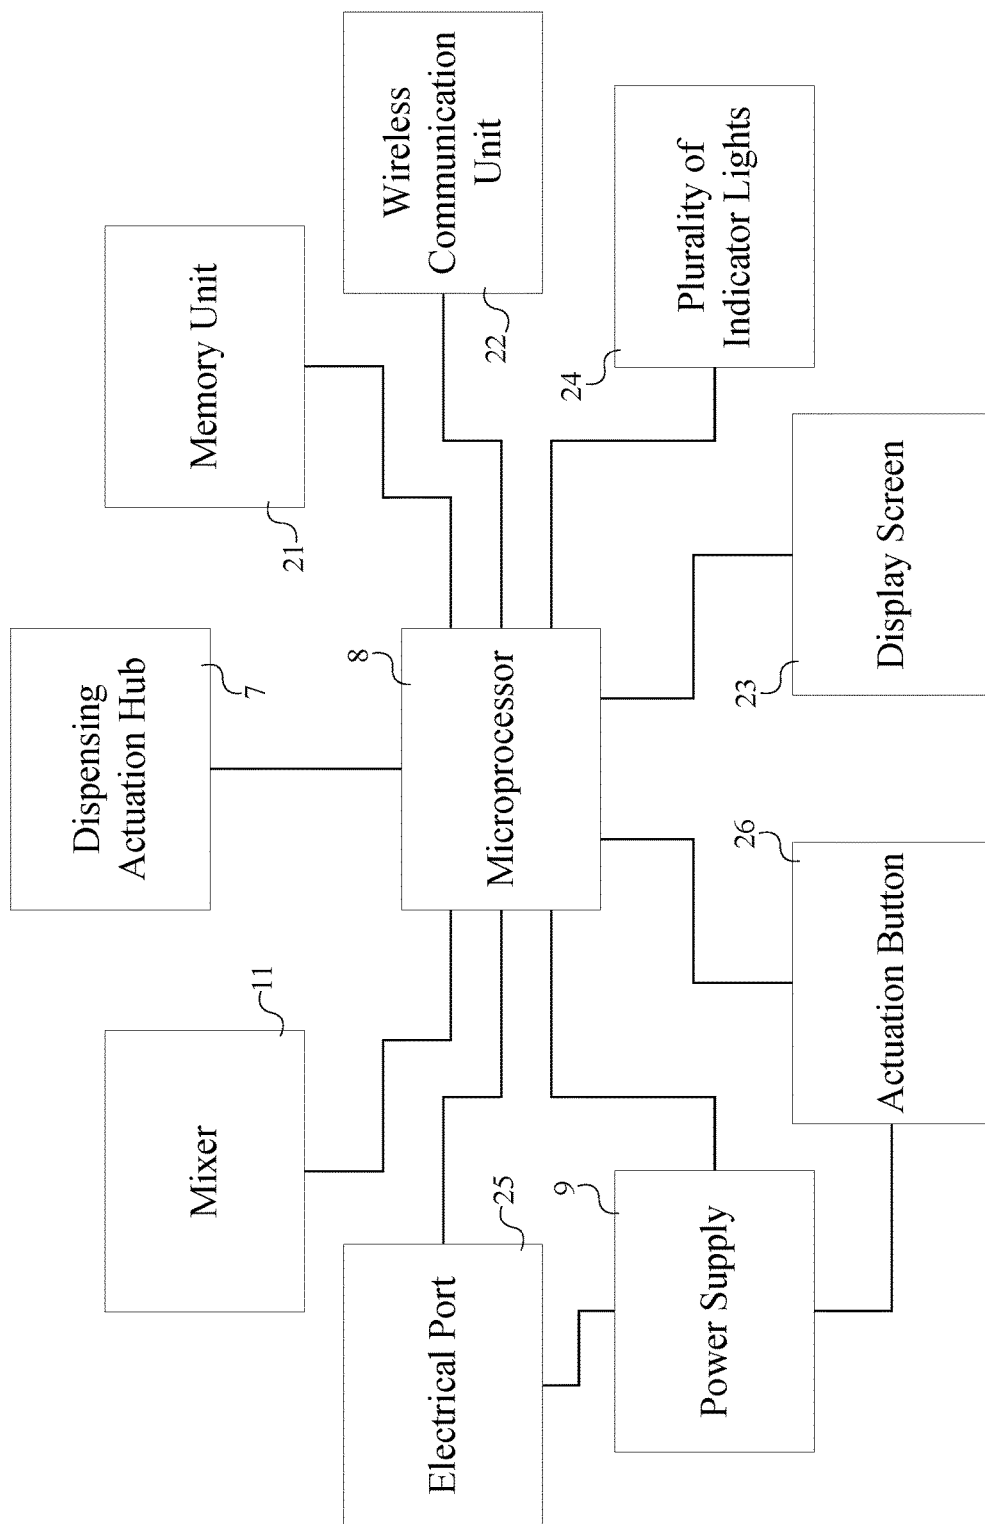 Dispensing
Actuation Hub
7
Mixer
11
Memory Unit
21
Electrical Port
25
Microprocessor
8
Wireless
Communication
Unit
22
Power Supply
9
Plurality of
Indicator Lights
24
Actuation Button
26
Display Screen
23